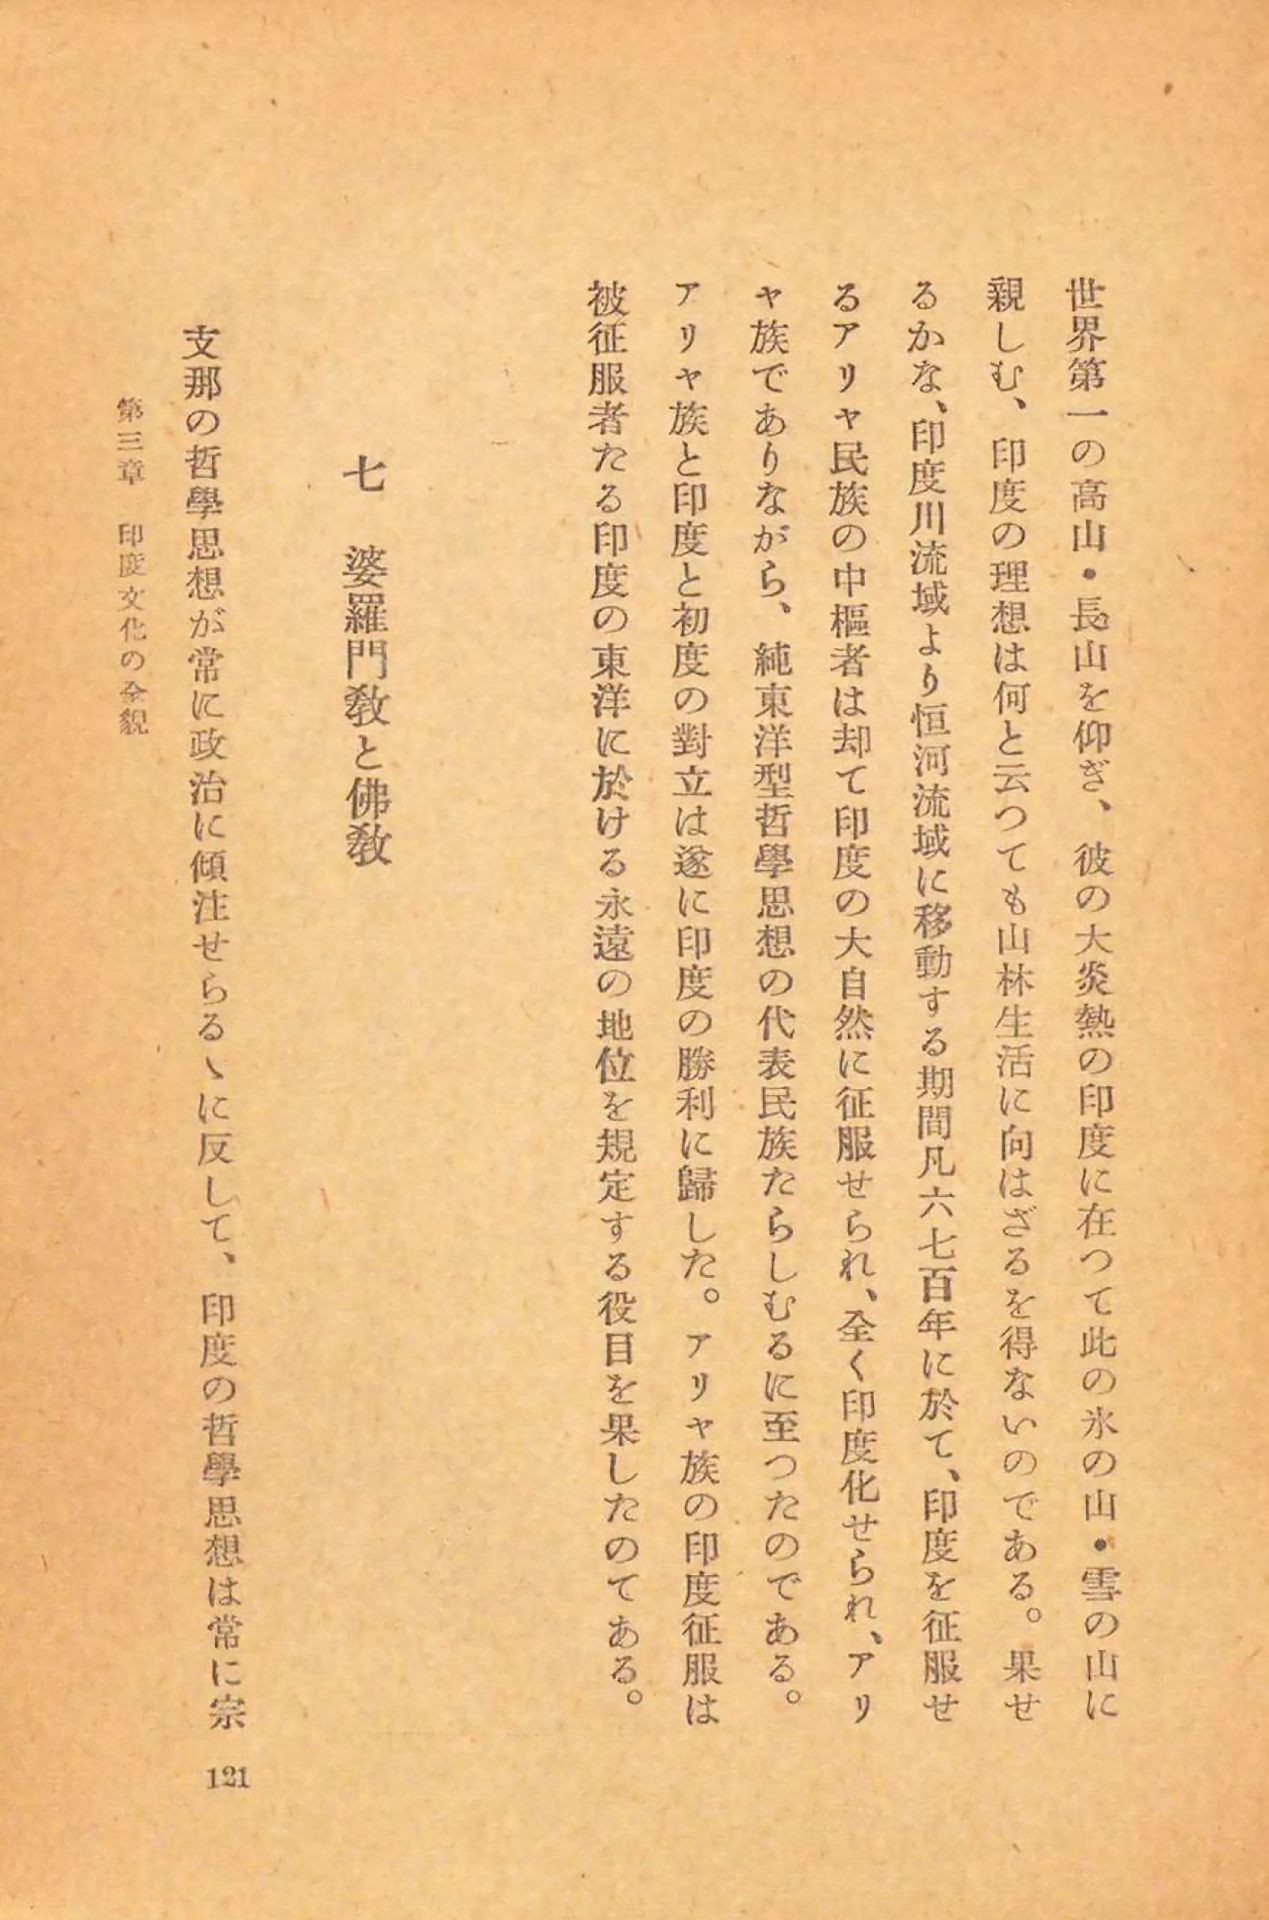 世界第一の高山・長山を仰ぎ、彼の大炎熱の印度に在つて此の氷の山・雪の山に
親しむ、印度の理想は何と云つても山林生活に向はざるを得ないのである。果せ
るかな、印度川流域より恒河流域に移動する期間凡六七百年に於て、印度を征服せ
るアリヤ民族の中樞者は却て印度の大自然に征服せられ、全く印度化せられ、アリ
ヤ族でありながら、純東洋型哲學思想の代表民族たらしむるに至つたのである。
アリヤ族と印度と初度の對立は遂に印度の勝利に歸した。アリヤ族の印度征服は
被征服者たる印度の東洋に於ける永遠の地位を規定する役目を果したのてある。
七　婆羅門敎と佛敎
支那の哲學思想が常に政治に傾注せらるヽに反して、印度の哲學思想は常に宗
第三章　印度文化の全貌
121